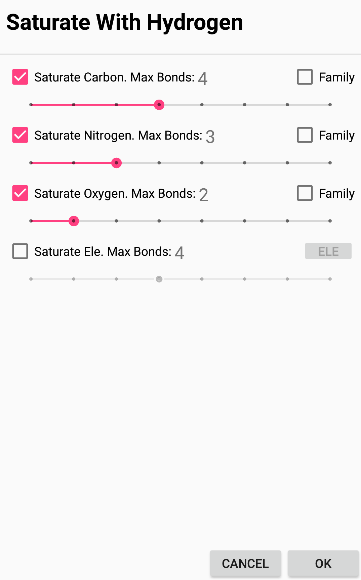 Saturate With Hydrogen
Saturate Carbon. Max Bonds: 4 Family
Saturate Nitrogen. Max Bonds: 3 Family
Saturate Oxygen. Max Bonds: 2 Family
Saturate Ele. Max Bonds: 4 ELE
CANCEL OK